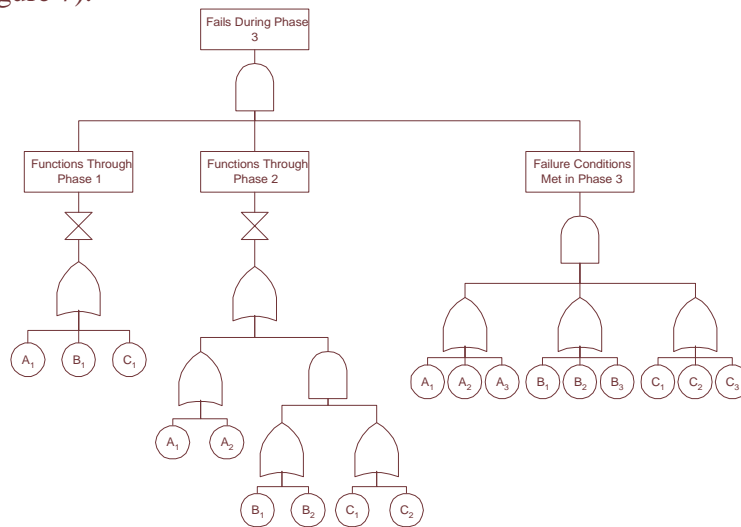 gure 7).
Fails During Phase
3
Functions Through
Phase 1
Functions Through
Phase 2
Failure Conditions
Met in Phase 3
A1 B1 C1
A1 A2 A3 B1 B2 B3 C1 C2 C3
A1 A2
B1 B2 C1 C2